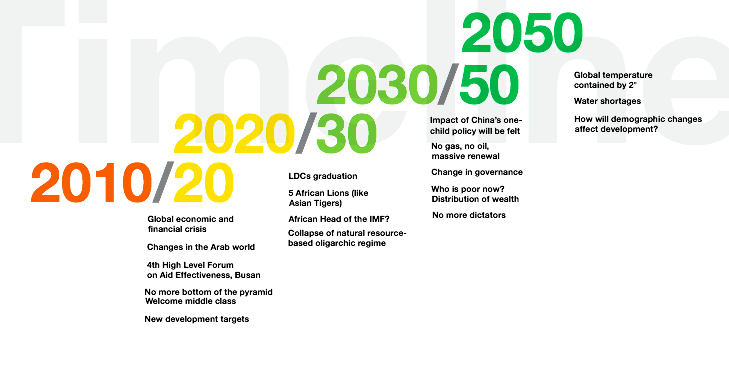 Timeline
2010/20
Global economic and
financial crisis
Changes in the Arab world
4th High Level Forum
on Aid Effectiveness, Busan
No more bottom of the pyramid
Welcome middle class
New development targets
2020/30
LDCs graduation
5 African Lions (like
Asian Tigers)
African Head of the IMF?
Collapse of natural resource-
based oligarchic regime
2030/50
Impact of China's one-
child policy will be felt
No gas, no oil,
massive renewal
Change in governance
Who is poor now?
Distribution of wealth
No more dictators
2050
Global temperature
contained by 2°
Water shortages
How will demographic changes
affect development?